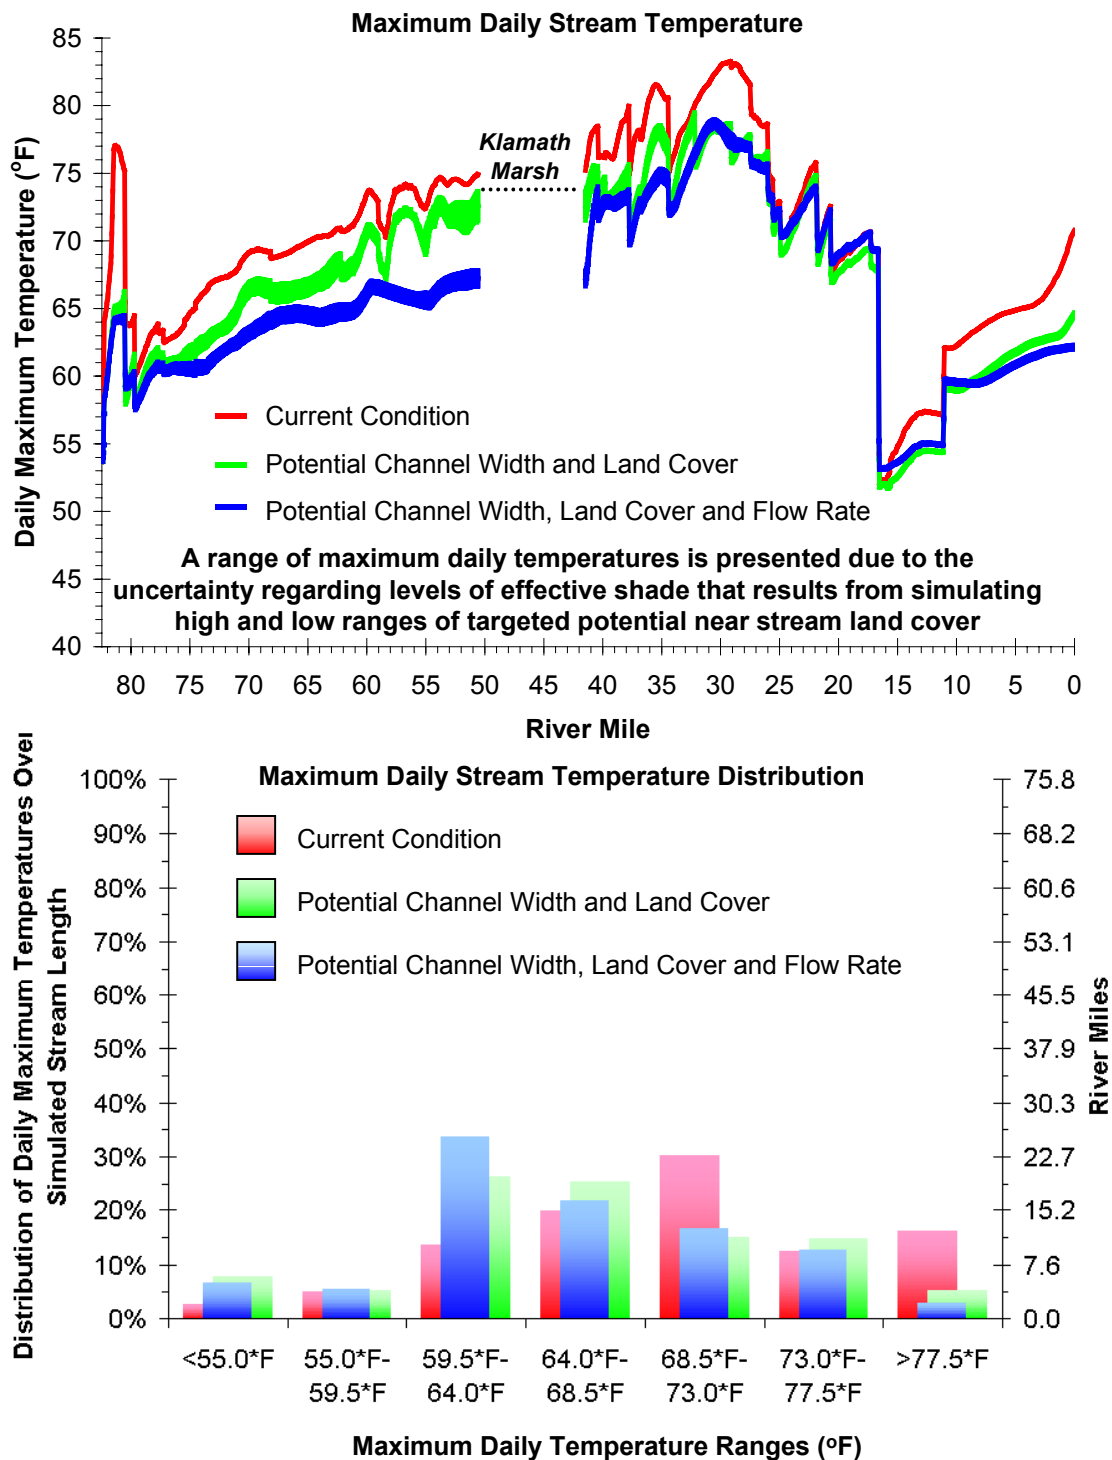 Maximum Daily Stream Temperature
Daily Maximum Temperature (°F)
85
80
75
70
65
60
55
50
45
40
Klamath
Marsh
Current Condition
Potential Channel Width and Land Cover
Potential Channel Width, Land Cover and Flow Rate
A range of maximum daily temperatures is presented due to the
uncertainty regarding levels of effective shade that results from simulating
high and low ranges of targeted potential near stream land cover
80 75 70 65 60 55 50 45 40 35 30 25 20 15 10 5 0
River Mile
Maximum Daily Stream Temperature Distribution
Distribution of Daily Maximum Temperatures Over
Simulated Stream Length
100%
90%
80%
70%
60%
50%
40%
30%
20%
10%
0%
Current Condition
Potential Channel Width and Land Cover
Potential Channel Width, Land Cover and Flow Rate
75.8
68.2
60.6
53.1
45.5
37.9
30.3
22.7
15.2
7.6
0.0
River Miles
<55.0*F 55.0*F- 59.5*F- 64.0*F- 68.5*F- 73.0*F- >77.5*F
59.5*F 64.0*F 68.5*F 73.0*F 77.5*F
Maximum Daily Temperature Ranges (°F)